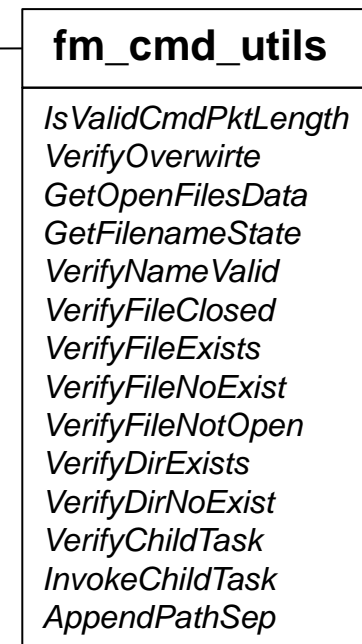 fm_cmd_utils
IsValidCmdPktLength
VerifyOverwirte
GetOpenFilesData
GetFilenameState
VerifyNameValid
VerifyFileClosed
VerifyFileExists
VerifyFileNoExist
VerifyFileNotOpen
VerifyDirExists
VerifyDirNoExist
VerifyChildTask
InvokeChildTask
AppendPathSep